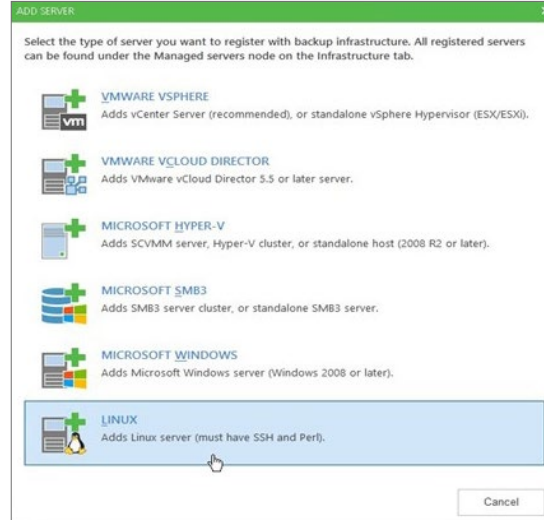 ADD SERVER
Select the type of server you want to register with backup infrastructure. All registered servers
can be found under the Managed servers node on the Infrastructure tab.
VMWARE VSPHERE
Adds vCenter Server (recommended), or standalone vSphere Hypervisor (ESX/ESXi).
vm
VMWARE VCLOUD DIRECTOR
Adds VMware vCloud Director 5.5 or later server.
MICROSOFT HYPER-V
Adds SCVMM server, Hyper-V cluster, or standalone host (2008 R2 or later).
MICROSOFT SMB3
Adds SMB3 server cluster, or standalone SMB3 server.
MICROSOFT WINDOWS
Adds Microsoft Windows server (Windows 2008 or later).
LINUX
Adds Linux server (must have SSH and Perl).
Cancel